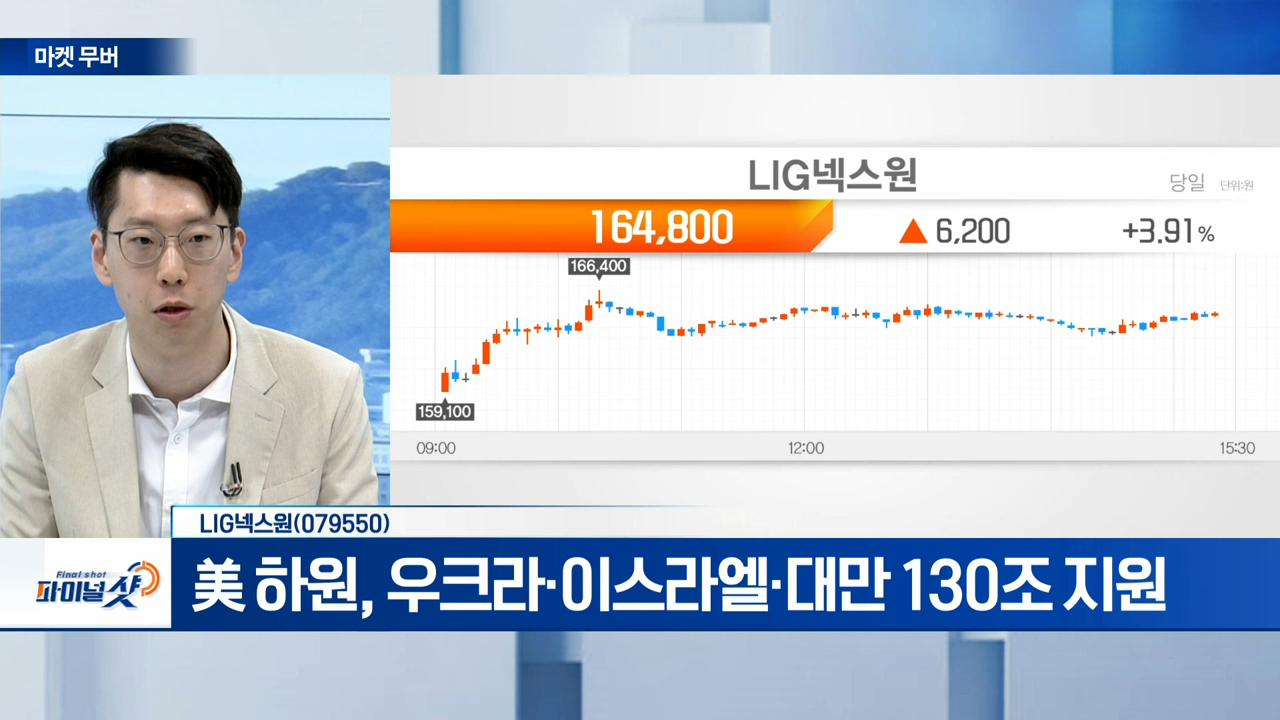 마켓 무버
LIG넥스원
당일 단위:원
164,800 ▲ 6,200 +3.91%
166,400
159,100
09:00 12:00 15:30
LIG넥스원(079550)
Final shot
파이널샷
美 하원, 우크라·이스라엘·대만 130조 지원